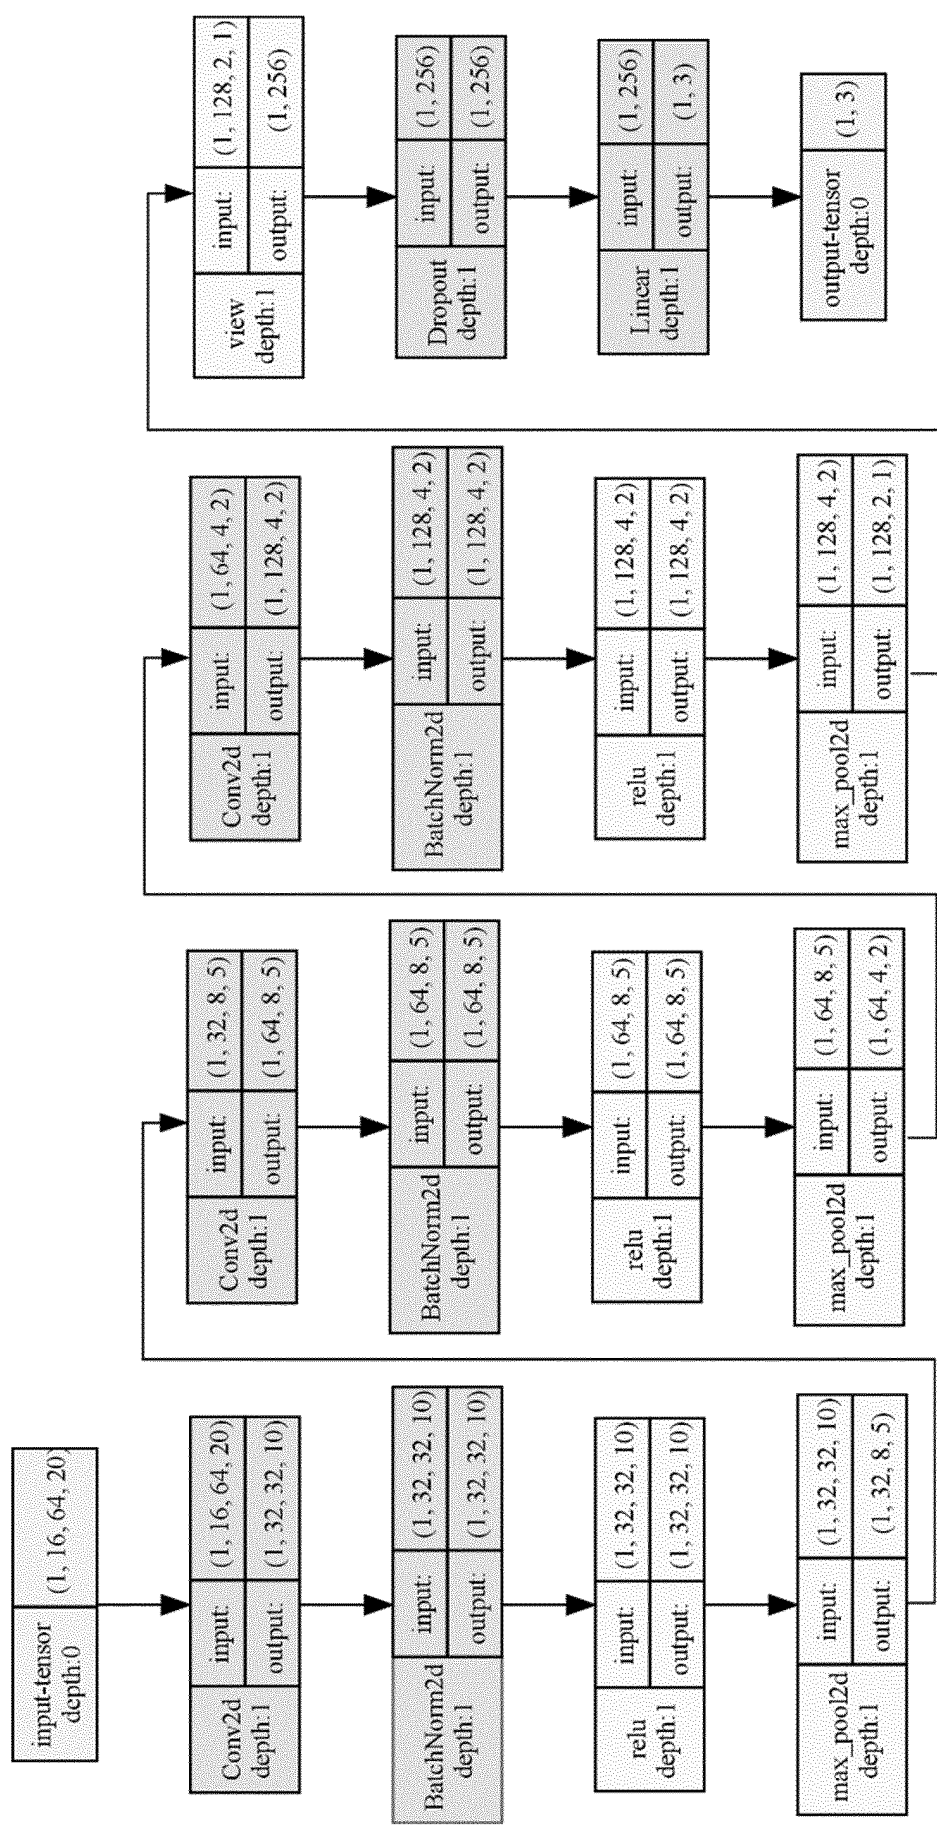 input-tensor
depth:0
(1, 16, 64, 20)
Conv2d
depth:1
input:
(1, 16, 64, 20)
output:
(1, 32, 32, 10)
BatchNorm2d
depth:1
input:
(1, 32, 32, 10)
output:
(1, 32, 32, 10)
relu
depth:1
input:
(1, 32, 32, 10)
output:
(1, 32, 32, 10)
max_pool2d
depth:1
input:
(1, 32, 32, 10)
output:
(1, 32, 8, 5)
Conv2d
depth:1
input:
(1, 32, 8, 5)
output:
(1, 64, 8, 5)
BatchNorm2d
depth:1
input:
(1, 64, 8, 5)
output:
(1, 64, 8, 5)
relu
depth:1
input:
(1, 64, 8, 5)
output:
(1, 64, 8, 5)
max_pool2d
depth:1
input:
(1, 64, 8, 5)
output:
(1, 64, 4, 2)
Conv2d
depth:1
input:
(1, 64, 4, 2)
output:
(1, 128, 4, 2)
BatchNorm2d
depth:1
input:
(1, 128, 4, 2)
output:
(1, 128, 4, 2)
relu
depth:1
input:
(1, 128, 4, 2)
output:
(1, 128, 4, 2)
max_pool2d
depth:1
input:
(1, 128, 4, 2)
output:
(1, 128, 2, 1)
view
depth:1
input:
(1, 128, 2, 1)
output:
(1, 256)
Dropout
depth:1
input:
(1, 256)
output:
(1, 256)
Linear
depth:1
input:
(1, 256)
output:
(1, 3)
output-tensor
depth:0
(1, 3)